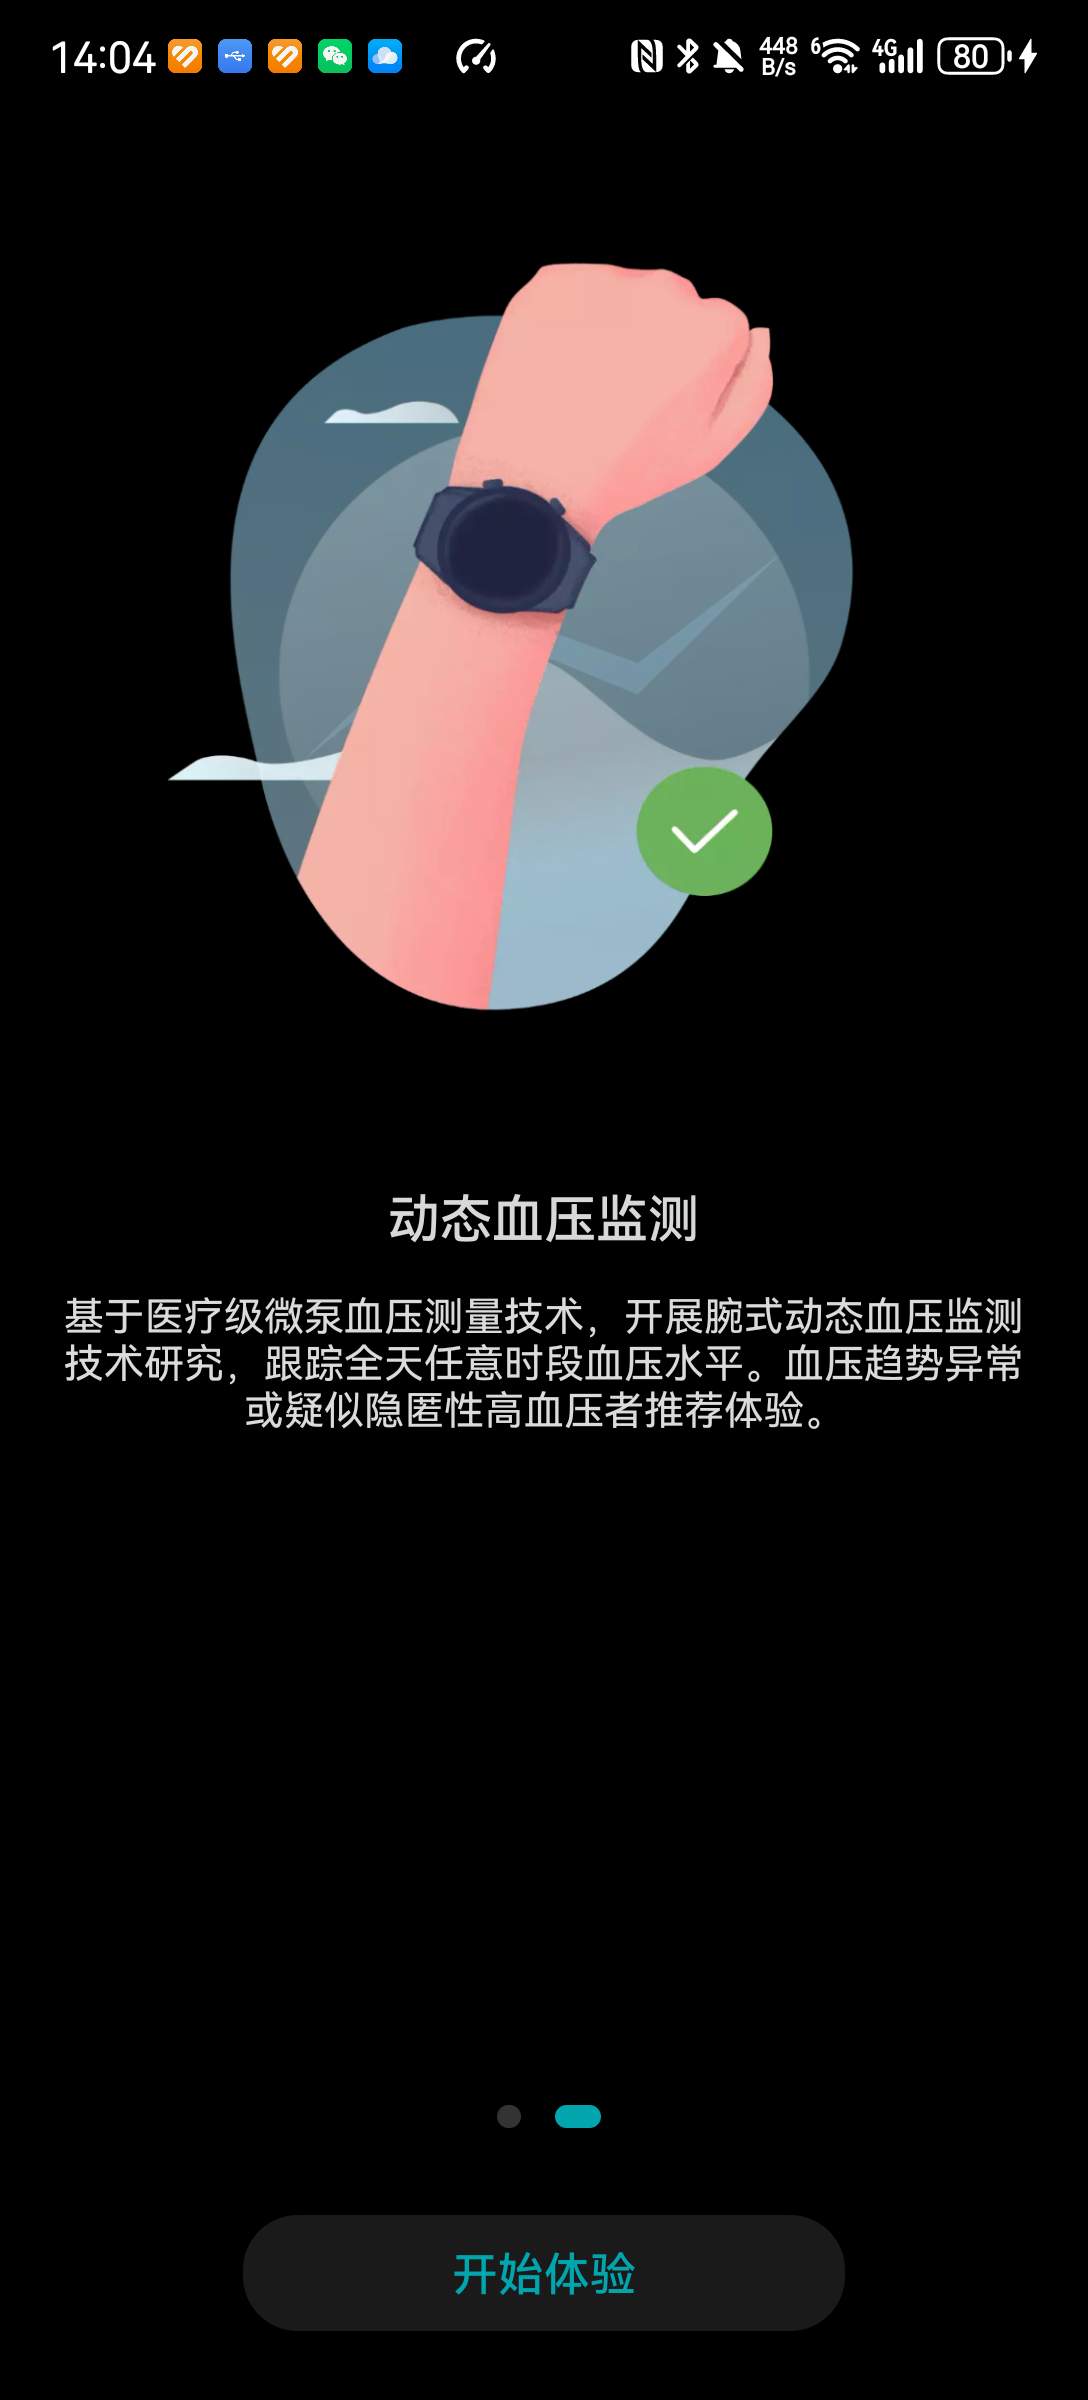 14:04 448 B/s 6 4G 80
动态血压监测
基于医疗级微泵血压测量技术，开展腕式动态血压监测
技术研究，跟踪全天任意时段血压水平。血压趋势异常
或疑似隐匿性高血压者推荐体验。
开始体验